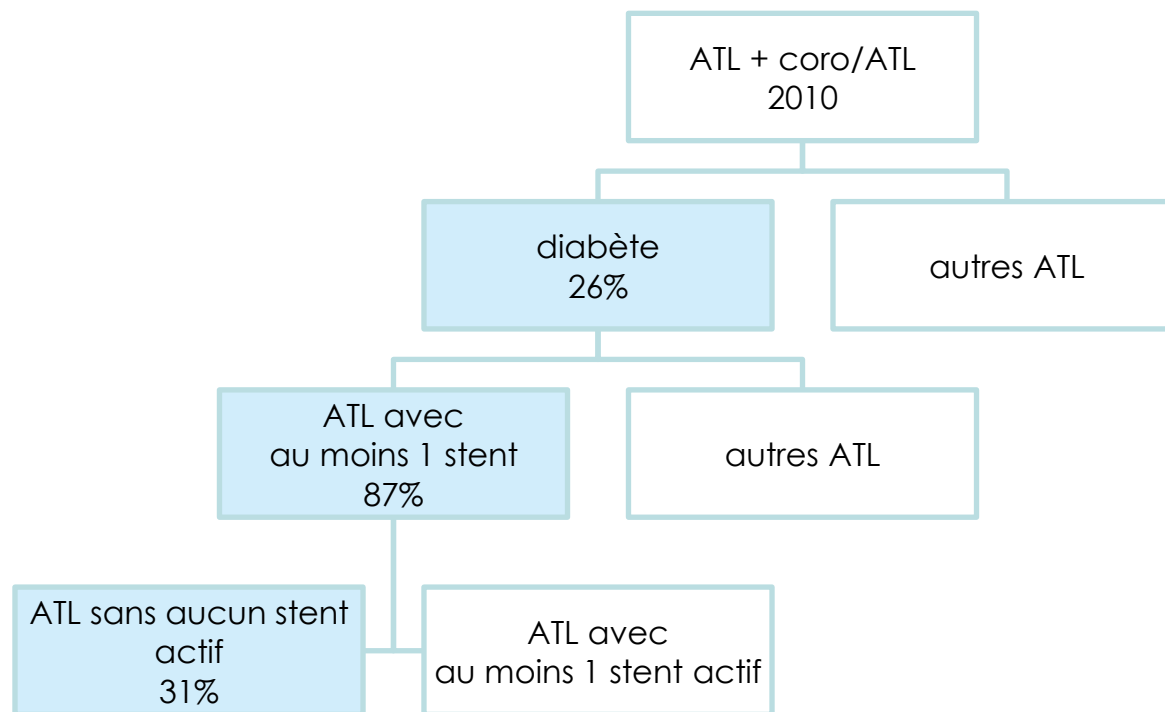 ATL + coro/ATL
2010
diabète
26%
autres ATL
ATL avec
au moins 1 stent
87%
autres ATL
ATL sans aucun stent
actif
31%
ATL avec
au moins 1 stent actif